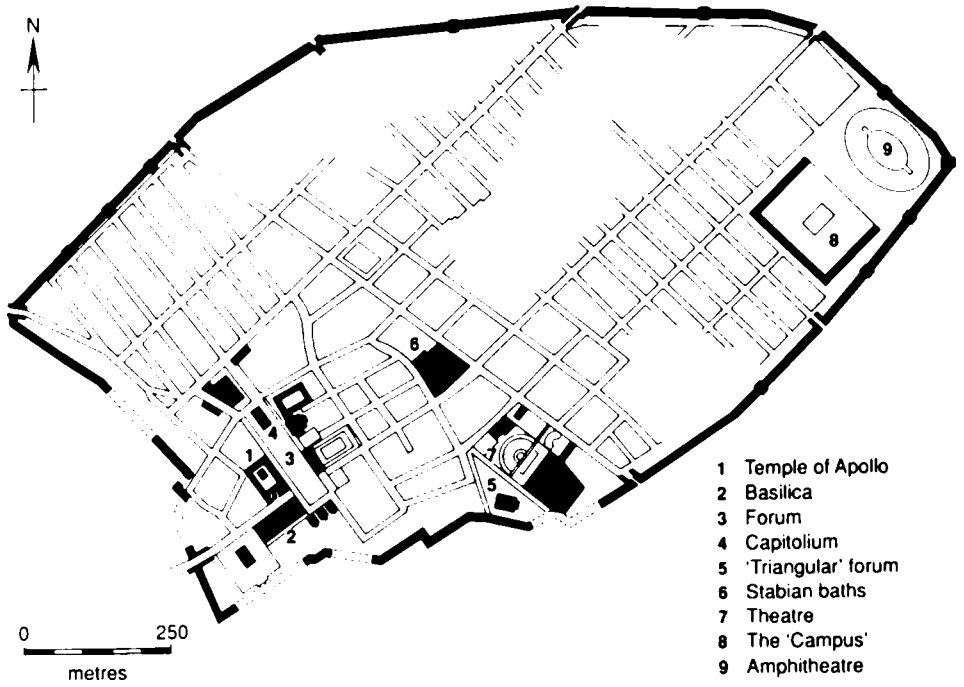 N
9
8
6
4
1
3
7
5
2
0 250
metres
1 Temple of Apollo
2 Basilica
3 Forum
4 Capitolium
5 'Triangular' forum
6 Stabian baths
7 Theatre
8 The 'Campus'
9 Amphitheatre